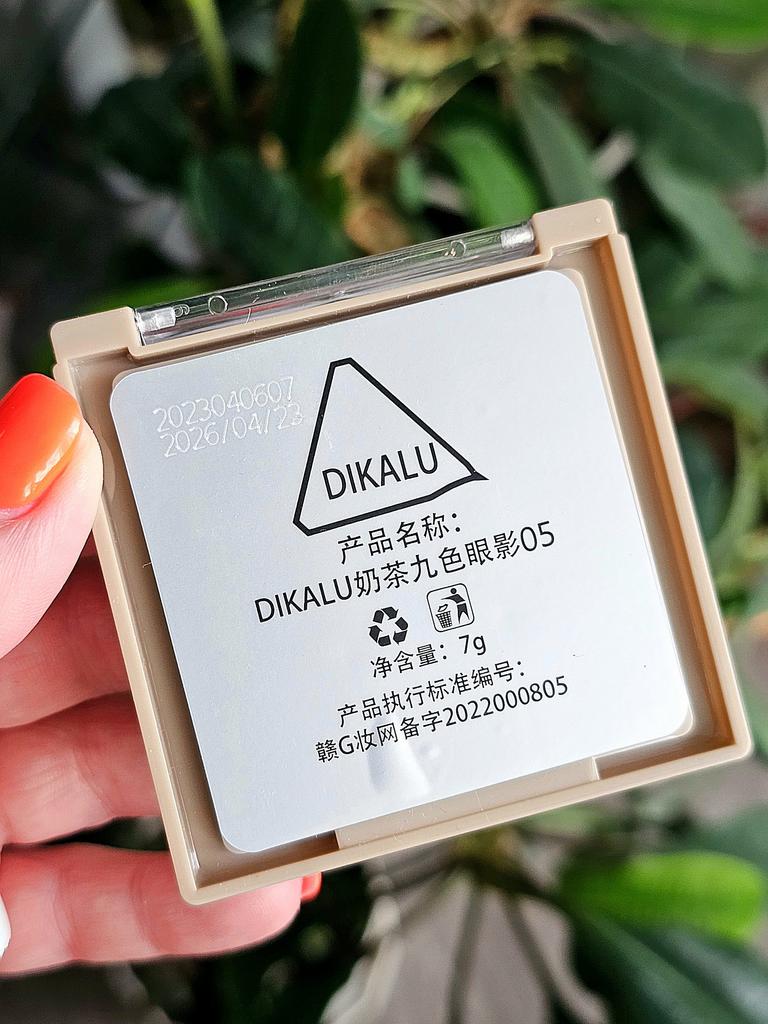 2023040607
2026/04/23
DIKALU
产品名称：
DIKALU奶茶九色眼影05
净含量：7g
产品执行标准编号：
赣G妆网备字2022000805